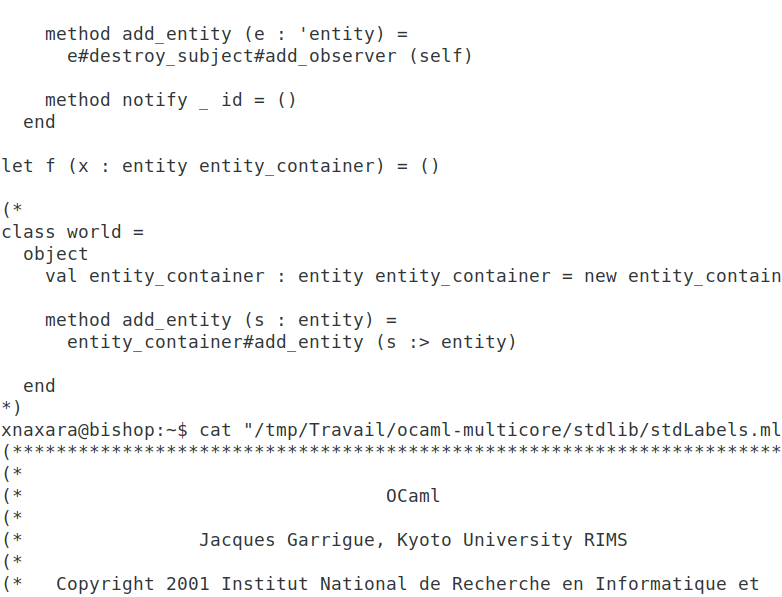 method add_entity (e : 'entity) =
      e#destroy_subject#add_observer (self)
    method notify _ id = ()
  end
let f (x : entity entity_container) = ()
(*
class world =
  object
    val entity_container : entity entity_container = new entity_contain
    method add_entity (s : entity) =
      entity_container#add_entity (s :> entity)
  end
*)
xnaxara@bishop:~$ cat "/tmp/Travail/ocaml-multicore/stdlib/stdLabels.ml
(**********************************************************************
(*
(*                                 OCaml
(*
(*                Jacques Garrigue, Kyoto University RIMS
(*
(*   Copyright 2001 Institut National de Recherche en Informatique et